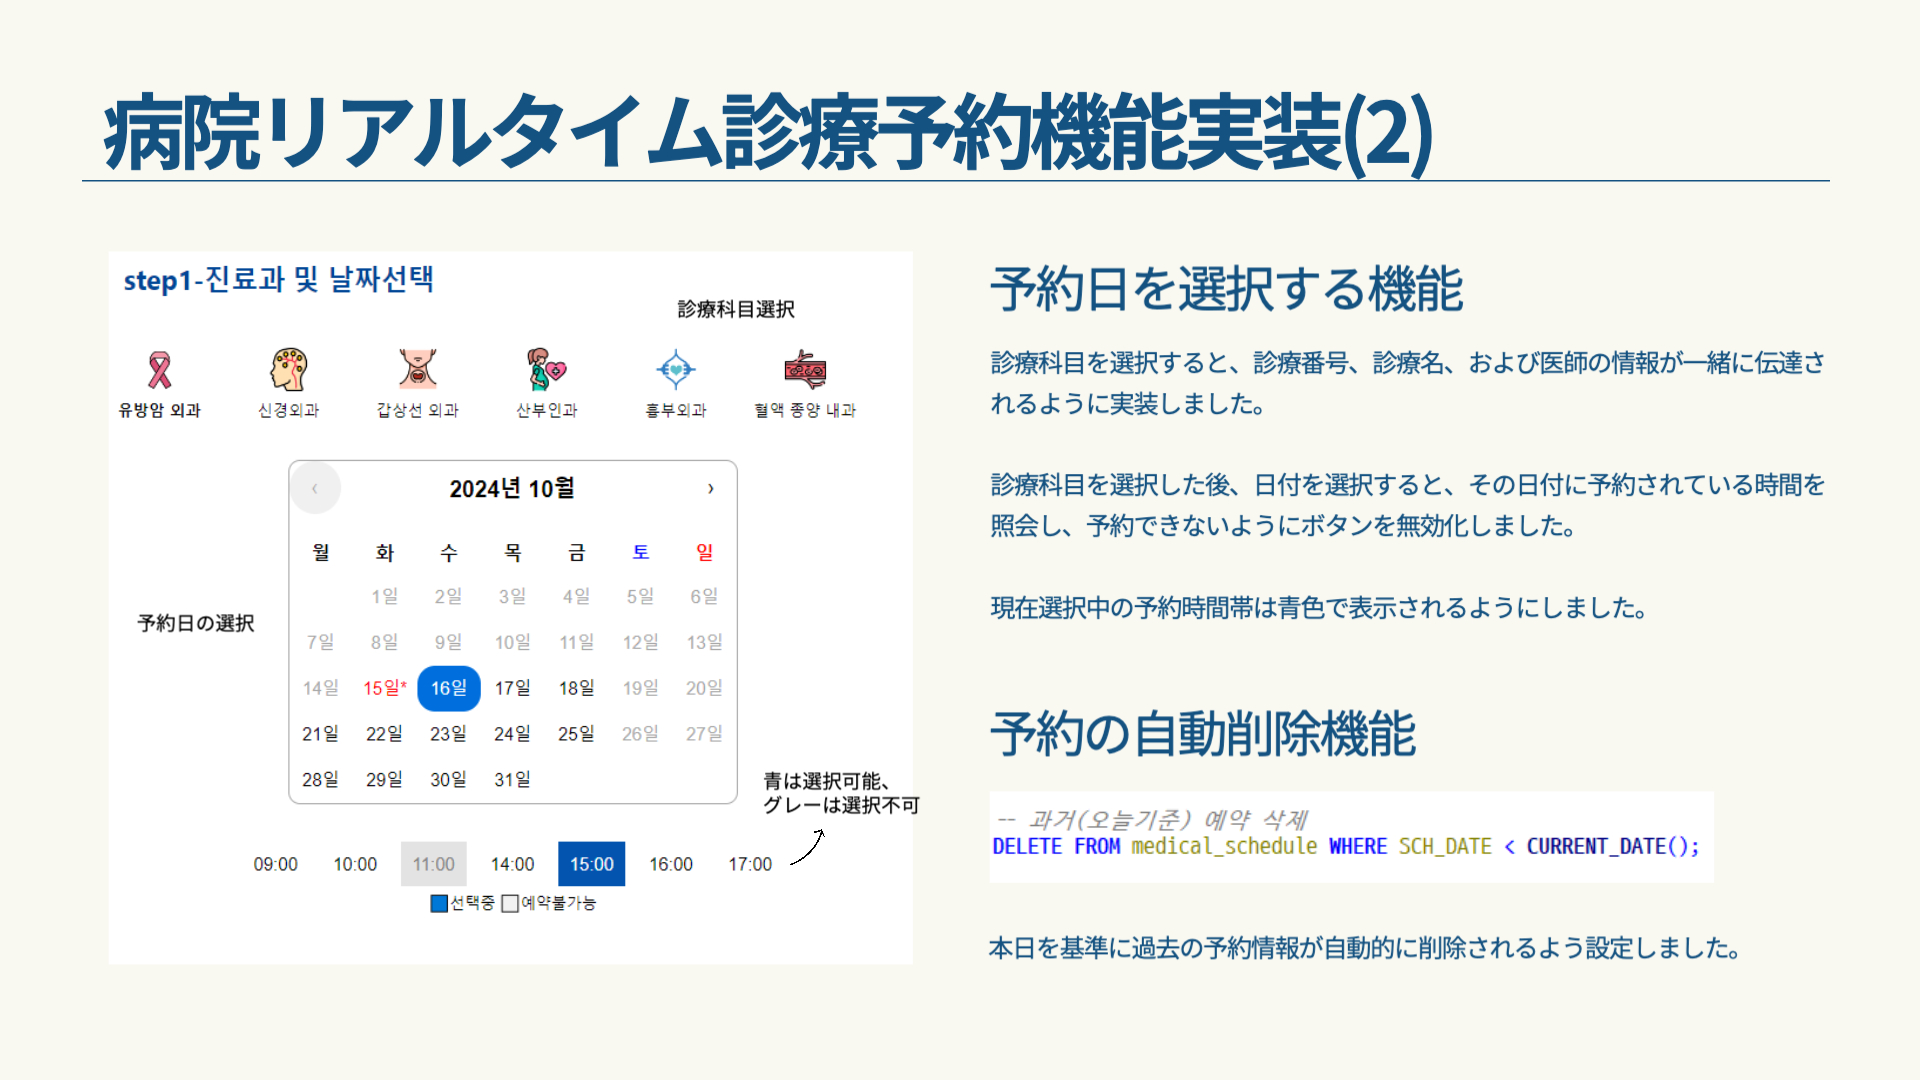 病院リアルタイム診療予約機能実装(2)
step1-진료과 및 날짜선택
診療科目選択
유방암 외과 신경외과 갑상선 외과 산부인과 흉부외과 혈액 종양 내과
‹ 2024년 10월 ›
월 화 수 목 금 토 일
1일 2일 3일 4일 5일 6일
7일 8일 9일 10일 11일 12일 13일
14일 15일* 16일 17일 18일 19일 20일
21일 22일 23일 24일 25일 26일 27일
28일 29일 30일 31일
予約日の選択
青は選択可能、
グレーは選択不可
09:00 10:00 11:00 14:00 15:00 16:00 17:00
선택중 예약불가능
予約日を選択する機能
診療科目を選択すると、診療番号、診療名、および医師の情報が一緒に伝達さ
れるように実装しました。
診療科目を選択した後、日付を選択すると、その日付に予約されている時間を
照会し、予約できないようにボタンを無効化しました。
現在選択中の予約時間帯は青色で表示されるようにしました。
予約の自動削除機能
-- 과거(오늘기준) 예약 삭제
DELETE FROM medical_schedule WHERE SCH_DATE < CURRENT_DATE();
本日を基準に過去の予約情報が自動的に削除されるよう設定しました。